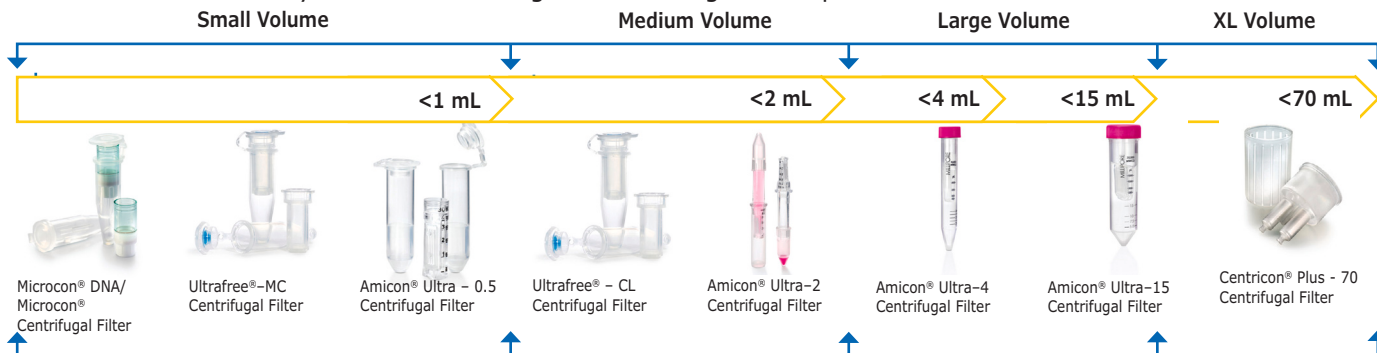 Small Volume
Medium Volume
Large Volume
XL Volume
<1 mL
<2 mL
<4 mL
<15 mL
<70 mL
MILLIPORE
MILLIPORE
Microcon® DNA/
Microcon®
Centrifugal Filter
Ultrafree®–MC
Centrifugal Filter
Amicon® Ultra – 0.5
Centrifugal Filter
Ultrafree® – CL
Centrifugal Filter
Amicon® Ultra–2
Centrifugal Filter
Amicon® Ultra–4
Centrifugal Filter
Amicon® Ultra–15
Centrifugal Filter
Centricon® Plus - 70
Centrifugal Filter